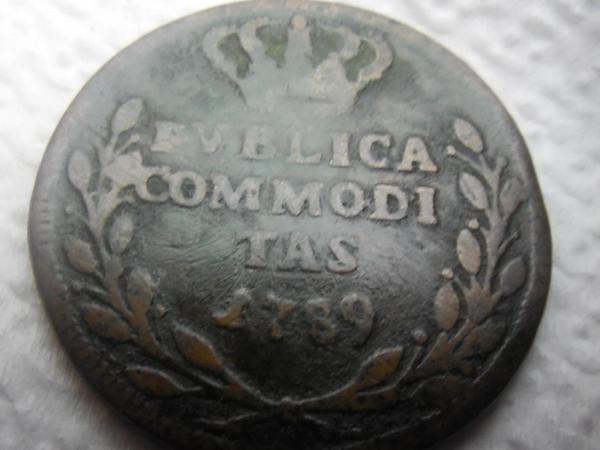 PVBLICA
COMMODI
TAS
1789